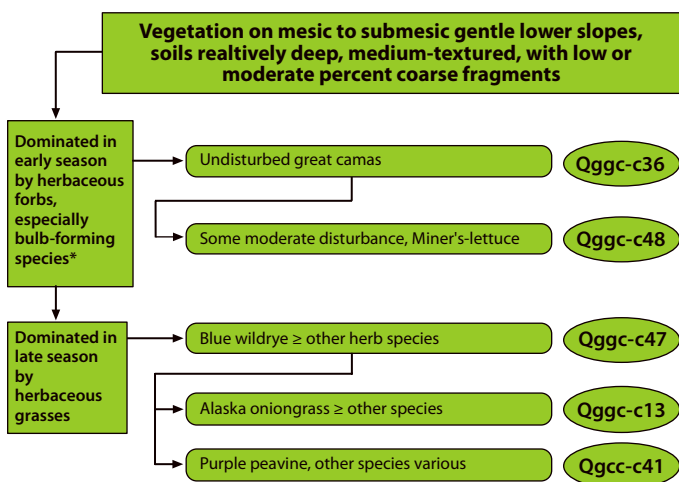 Vegetation on mesic to submesic gentle lower slopes,
soils realtively deep, medium-textured, with low or
moderate percent coarse fragments
Dominated in
early season
by herbaceous
forbs,
especially
bulb-forming
species*
Undisturbed great camas
Qggc-c36
Some moderate disturbance, Miner's-lettuce
Qggc-c48
Dominated in
late season
by
herbaceous
grasses
Blue wildrye ≥ other herb species
Qggc-c47
Alaska oniongrass ≥ other species
Qggc-c13
Purple peavine, other species various
Qgcc-c41